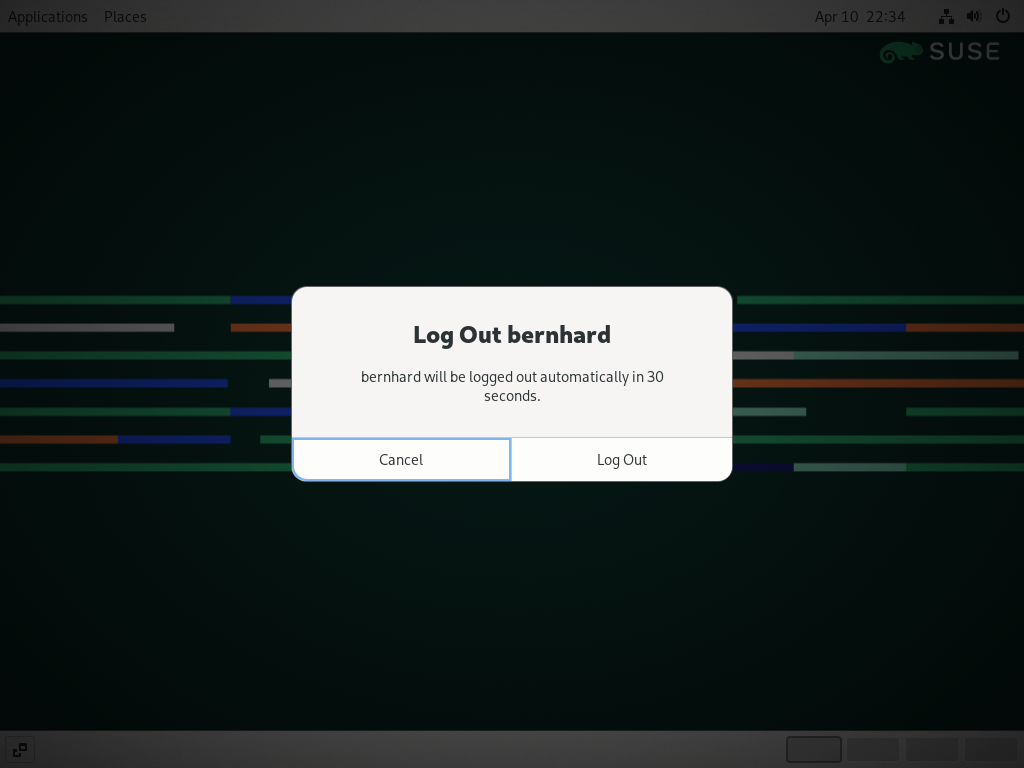 Applications Places Apr 10 22:34
SUSE
Log Out bernhard
bernhard will be logged out automatically in 30
seconds.
Cancel Log Out